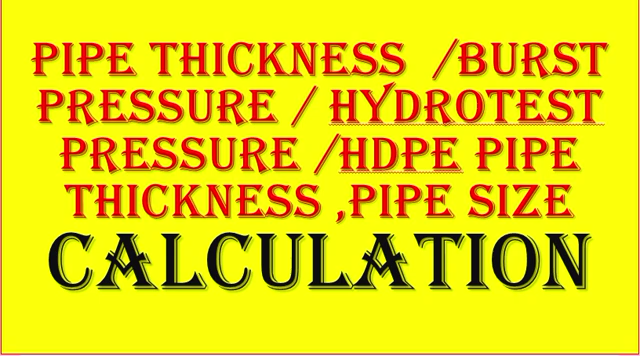 PIPE THICKNESS /BURST
PRESSURE / HYDROTEST
PRESSURE /HDPE PIPE
THICKNESS ,PIPE SIZE
CALCULATION